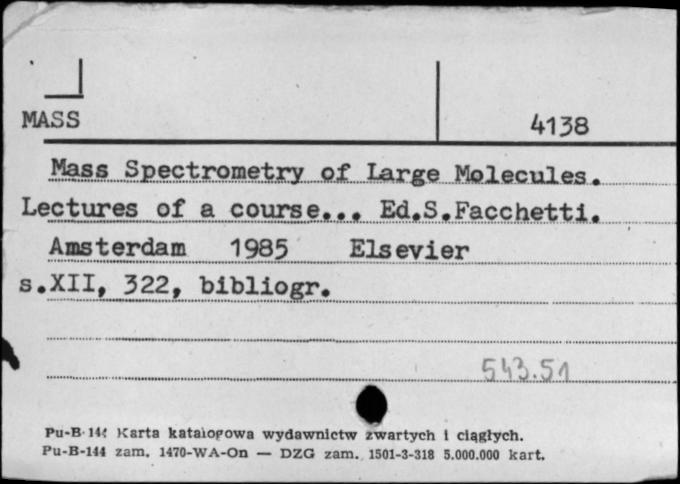 MASS
4138
Mass Spectrometry of Large Molecules.
Lectures of a course... Ed.S.Facchetti.
Amsterdam 1985 Elsevier
s.XII, 322, bibliogr.
543.51
Pu-B-144 Karta katalogowa wydawnictw zwartych i ciągłych.
Pu-B-144 zam. 1470-WA-On — DZG zam. 1501-3-318 5.000.000 kart.